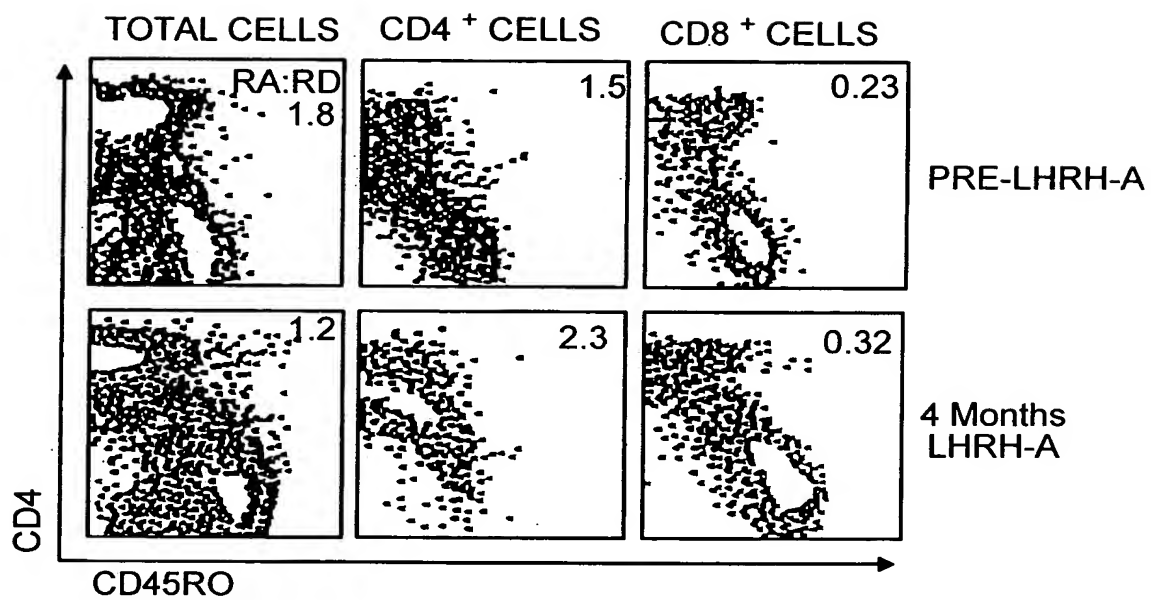 TOTAL CELLS CD4 + CELLS CD8 + CELLS
RA:RD
1.8
1.5
0.23
PRE-LHRH-A
1.2
2.3
0.32
4 Months
LHRH-A
CD4
CD45RO